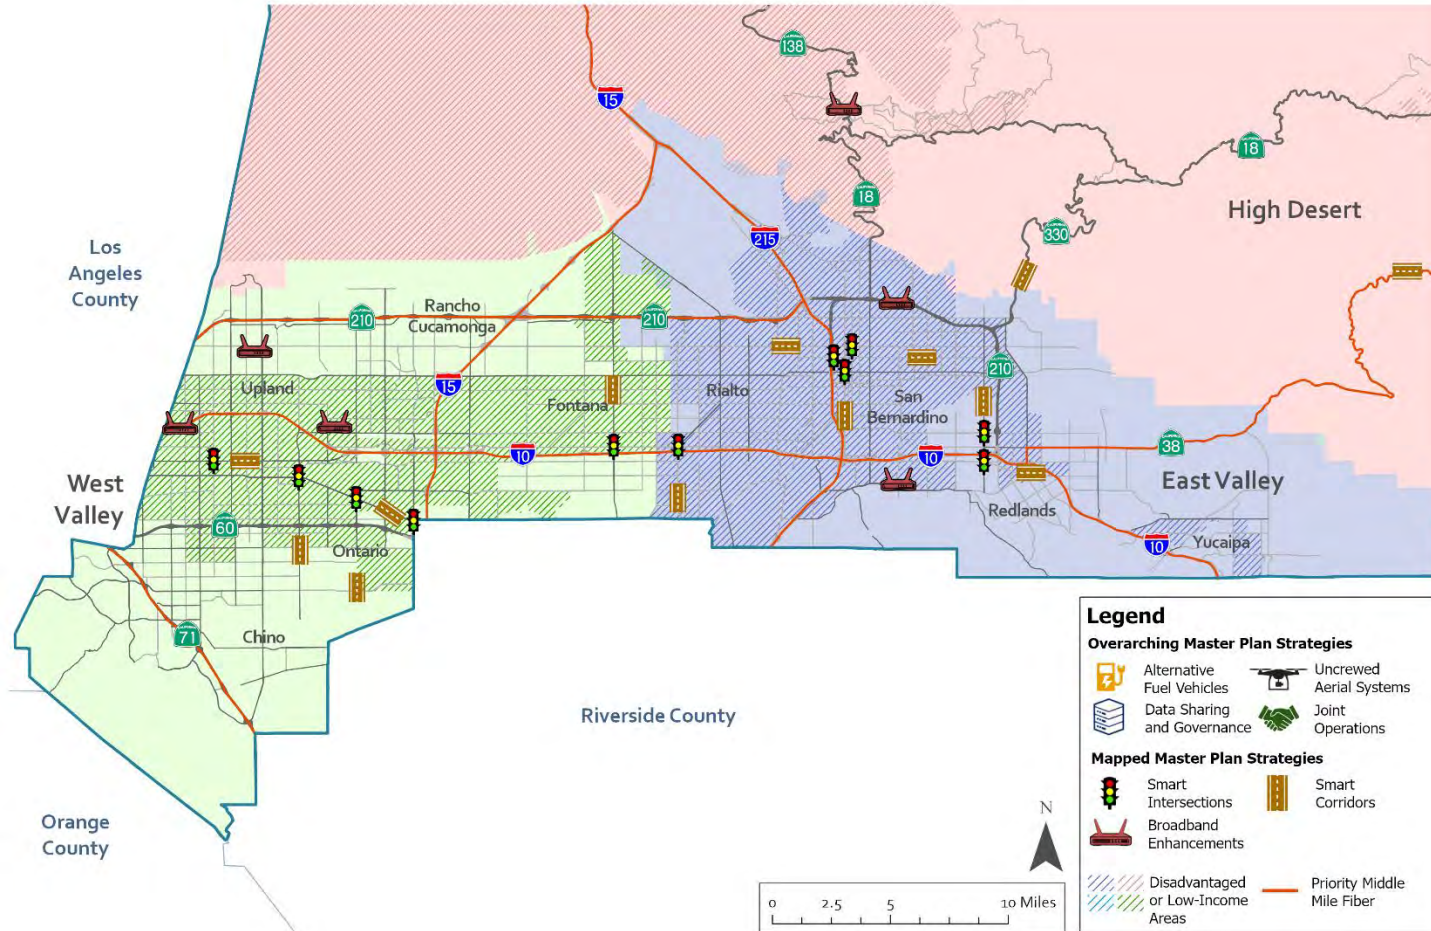 138
15
18
18
High Desert
330
215
Los
Angeles
County
210
Rancho
Cucamonga
210
210
Upland
15
Fontana
Rialto
San
Bernardino
10
10
38
West
Valley
East Valley
Redlands
60
Ontario
10
Yucaipa
71
Chino
Riverside County
Orange
County
N
0 2.5 5 10 Miles
Legend
Overarching Master Plan Strategies
Alternative
Fuel Vehicles
Uncrewed
Aerial Systems
Data Sharing
and Governance
Joint
Operations
Mapped Master Plan Strategies
Smart
Intersections
Smart
Corridors
Broadband
Enhancements
Disadvantaged
or Low-Income
Areas
Priority Middle
Mile Fiber